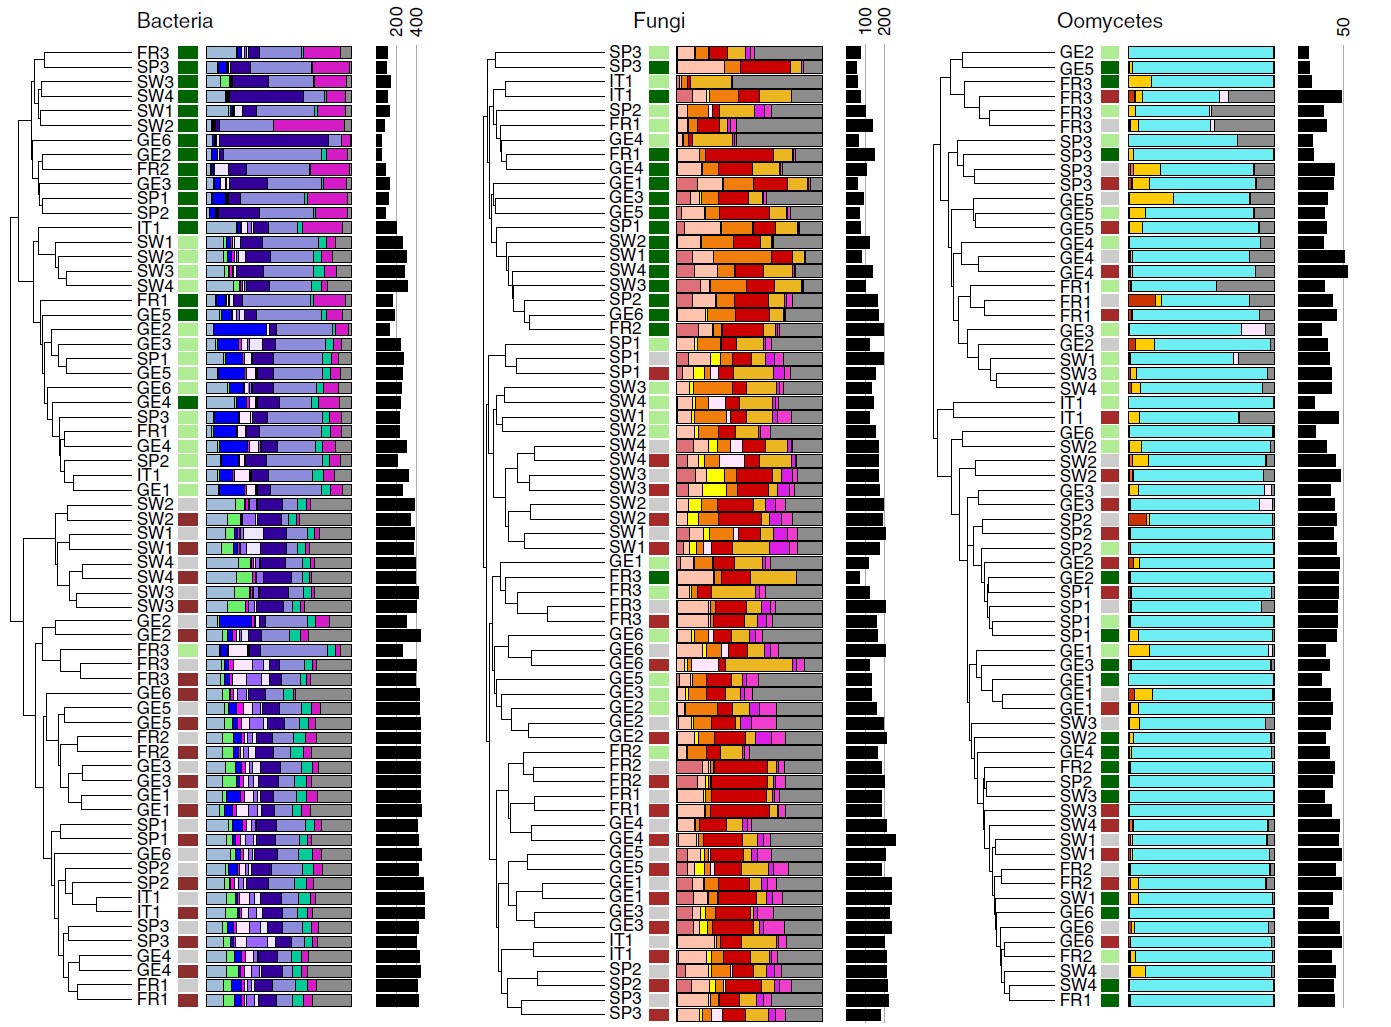 Bacteria
200 400
FR3
SP3
SW3
SW4
SW1
SW2
GE6
GE2
FR2
GE3
SP1
SP2
IT1
SW1
SW2
SW3
SW4
FR1
GE5
GE2
GE3
SP1
GE5
GE6
GE4
SP3
FR1
GE4
SP2
IT1
GE1
SW2
SW2
SW1
SW1
SW4
SW4
SW3
SW3
GE2
GE2
FR3
FR3
FR3
GE6
GE5
GE5
FR2
FR2
GE3
GE3
GE1
GE1
SP1
SP1
GE6
SP2
SP2
IT1
IT1
SP3
SP3
GE4
GE4
FR1
FR1
Fungi
100 200
SP3
SP3
IT1
IT1
SP2
FR1
GE4
FR1
GE4
GE1
GE3
GE5
SP1
SW2
SW1
SW4
SW3
SP2
GE6
FR2
SP1
SP1
SP1
SW3
SW4
SW1
SW2
SW4
SW4
SW3
SW3
SW2
SW2
SW1
SW1
GE1
FR3
FR3
FR3
FR3
GE6
GE6
GE6
GE5
GE3
GE2
GE2
GE2
FR2
FR2
FR2
FR1
FR1
GE4
GE4
GE5
GE5
GE1
GE1
GE3
GE3
IT1
IT1
SP2
SP2
SP3
SP3
Oomycetes
50
GE2
GE5
FR3
FR3
FR3
FR3
SP3
SP3
SP3
SP3
GE5
GE5
GE5
GE4
GE4
GE4
FR1
FR1
FR1
GE3
GE2
SW1
SW3
SW4
IT1
IT1
GE6
SW2
SW2
SW2
GE3
GE3
SP2
SP2
SP2
GE2
GE2
SP1
SP1
SP1
SP1
GE1
GE3
GE1
GE1
GE1
SW3
SW2
GE4
FR2
SP2
SW3
SW3
SW4
SW1
SW1
FR2
FR2
SW1
GE6
GE6
GE6
FR2
SW4
SW4
FR1